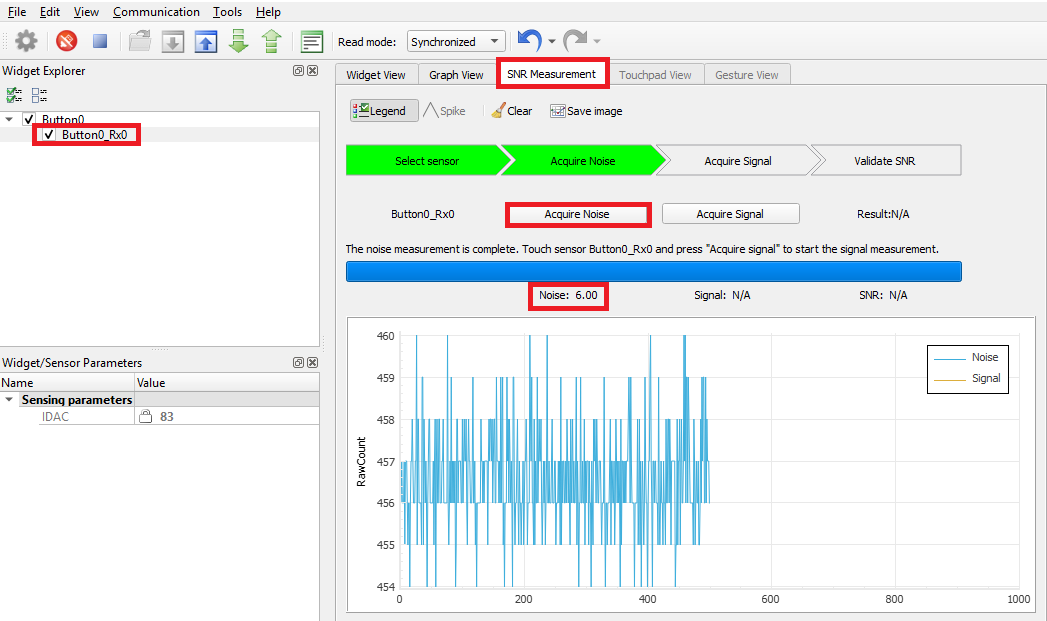 File Edit View Communication Tools Help
Read mode: Synchronized
Widget Explorer
Button0
Button0_Rx0
Widget/Sensor Parameters
Name Value
Sensing parameters
IDAC 83
Widget View Graph View SNR Measurement Touchpad View Gesture View
Legend Spike Clear Save image
Select sensor Acquire Noise Acquire Signal Validate SNR
Button0_Rx0 Acquire Noise Acquire Signal Result:N/A
The noise measurement is complete. Touch sensor Button0_Rx0 and press "Acquire signal" to start the signal measurement.
Noise: 6.00 Signal: N/A SNR: N/A
RawCount
460
459
458
457
456
455
454
0 200 400 600 800 1000
Noise
Signal